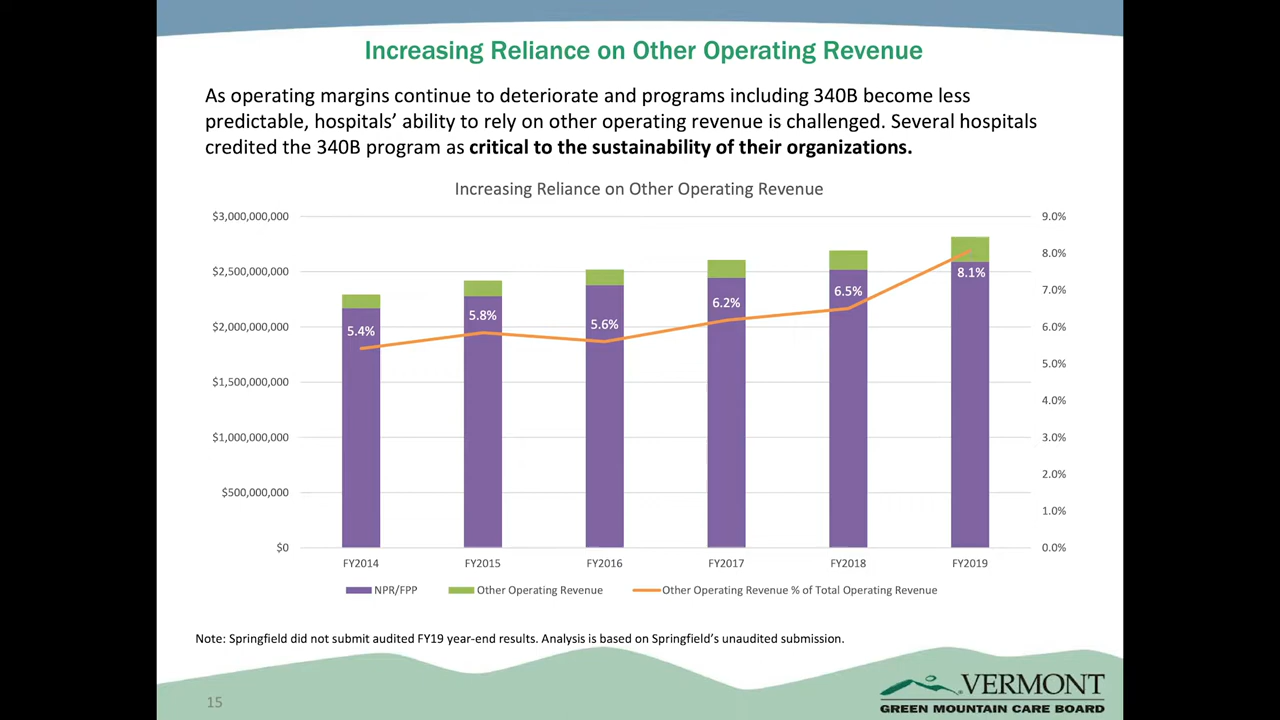 Increasing Reliance on Other Operating Revenue
As operating margins continue to deteriorate and programs including 340B become less
predictable, hospitals’ ability to rely on other operating revenue is challenged. Several hospitals
credited the 340B program as critical to the sustainability of their organizations.
Increasing Reliance on Other Operating Revenue
$3,000,000,000
$2,500,000,000
$2,000,000,000
$1,500,000,000
$1,000,000,000
$500,000,000
$0
9.0%
8.0%
7.0%
6.0%
5.0%
4.0%
3.0%
2.0%
1.0%
0.0%
5.4%
5.8%
5.6%
6.2%
6.5%
8.1%
FY2014 FY2015 FY2016 FY2017 FY2018 FY2019
NPR/FPP Other Operating Revenue Other Operating Revenue % of Total Operating Revenue
Note: Springfield did not submit audited FY19 year-end results. Analysis is based on Springfield’s unaudited submission.
15
VERMONT
GREEN MOUNTAIN CARE BOARD